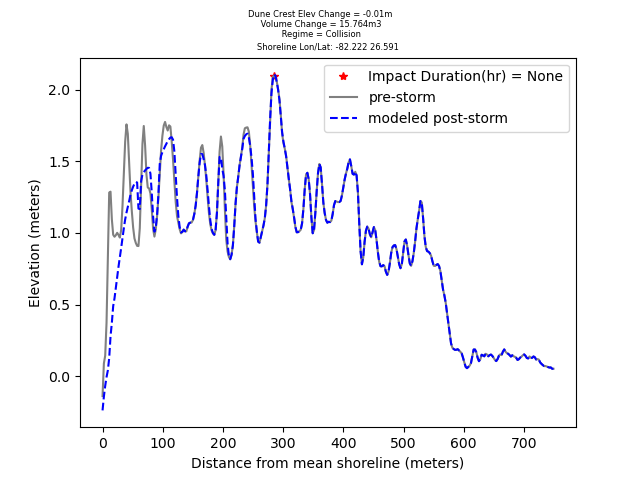 Dune Crest Elev Change = -0.01m
Volume Change = 15.764m3
Regime = Collision
Shoreline Lon/Lat: -82.222 26.591
Impact Duration(hr) = None
pre-storm
modeled post-storm
2.0
1.5
1.0
0.5
0.0
Elevation (meters)
0 100 200 300 400 500 600 700
Distance from mean shoreline (meters)